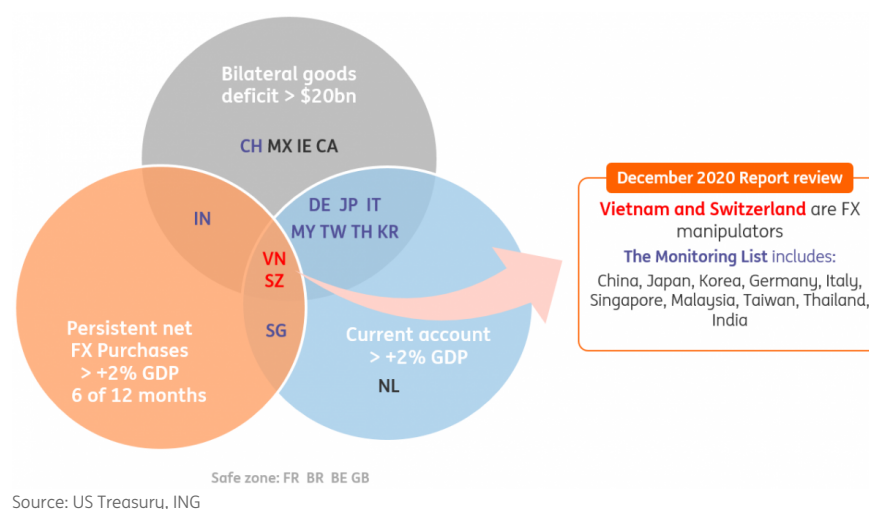 Bilateral goods
deficit > $20bn
CH MX IE CA
DE JP IT
MY TW TH KR
IN
VN
SZ
SG
Persistent net
FX Purchases
> +2% GDP
6 of 12 months
Current account
> +2% GDP
NL
December 2020 Report review
Vietnam and Switzerland are FX
manipulators
The Monitoring List includes:
China, Japan, Korea, Germany, Italy,
Singapore, Malaysia, Taiwan, Thailand,
India
Safe zone: FR BR BE GB
Source: US Treasury, ING